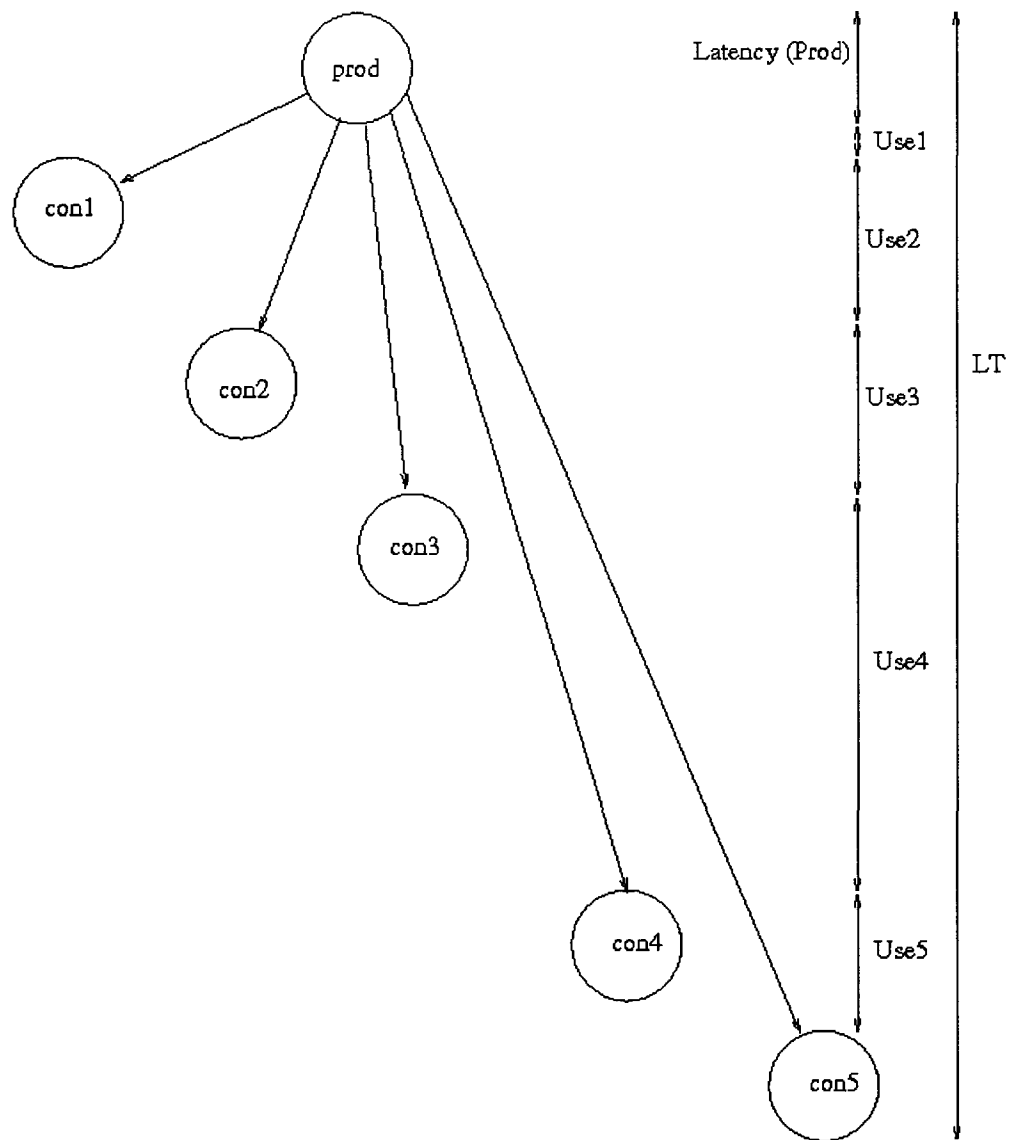 prod
Latency (Prod)
Use1
con1
Use2
LT
con2
Use3
con3
Use4
con4
Use5
con5